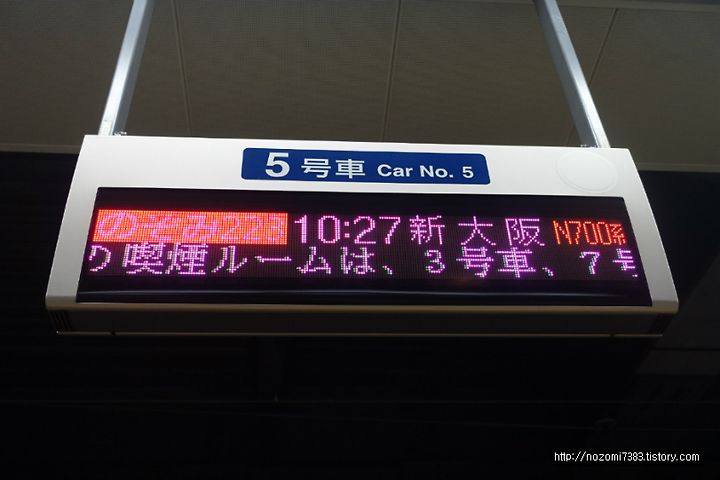 5 号車 Car No. 5
のぞみ223 10:27 新大阪 N700系
り喫煙ルームは、3号車、7号
http://nozomi7383.tistory.com